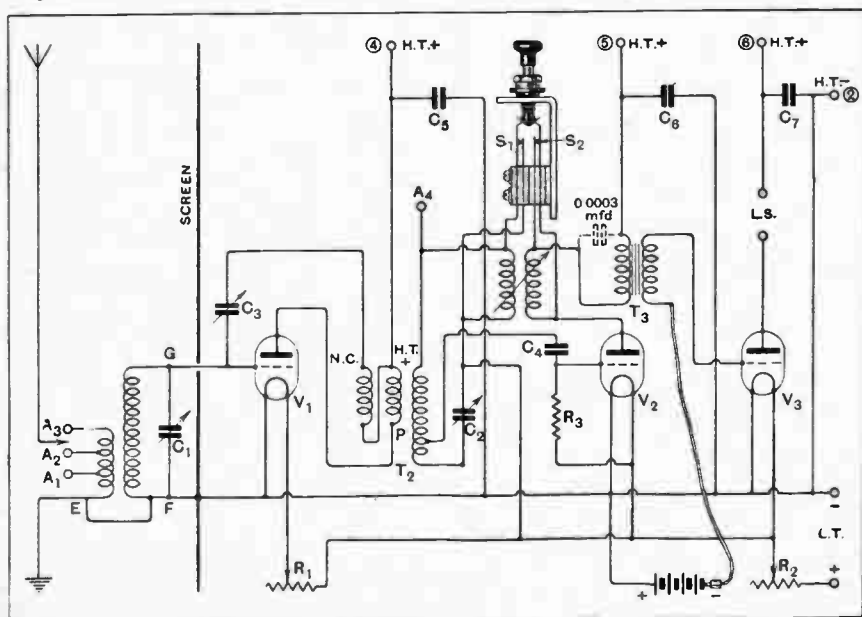 ④ H.T.+
⑤ H.T.+
⑥ H.T.+
H.T.-
②
C5
C6
C7
S1
S2
SCREEN
A4
0.0003
mfd
L.S.
C3
T3
G
N.C.
H.T.
+
C4
V1
V2
V3
A3
A2
A1
C1
P
C2
R3
T2
E
F
-
L.T.
+
R1
+
-
R2